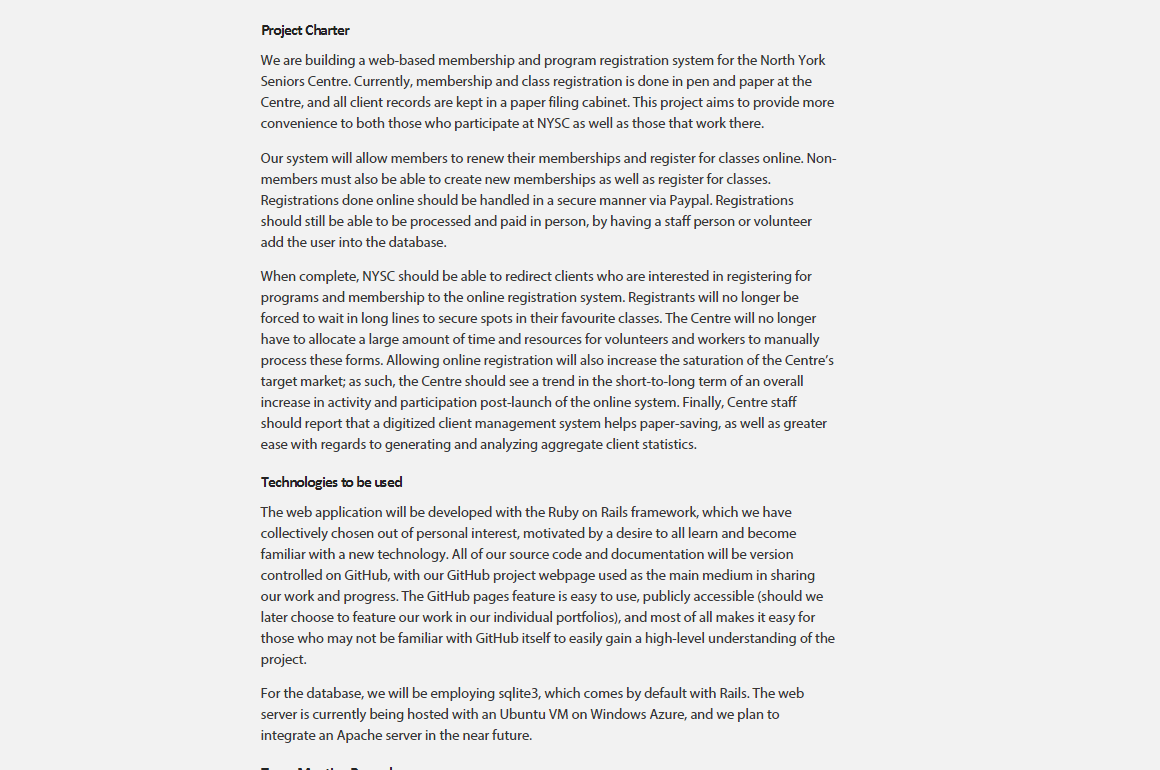 Project Charter
We are building a web-based membership and program registration system for the North York
Seniors Centre. Currently, membership and class registration is done in pen and paper at the
Centre, and all client records are kept in a paper filing cabinet. This project aims to provide more
convenience to both those who participate at NYSC as well as those that work there.
Our system will allow members to renew their memberships and register for classes online. Non-
members must also be able to create new memberships as well as register for classes.
Registrations done online should be handled in a secure manner via Paypal. Registrations
should still be able to be processed and paid in person, by having a staff person or volunteer
add the user into the database.
When complete, NYSC should be able to redirect clients who are interested in registering for
programs and membership to the online registration system. Registrants will no longer be
forced to wait in long lines to secure spots in their favourite classes. The Centre will no longer
have to allocate a large amount of time and resources for volunteers and workers to manually
process these forms. Allowing online registration will also increase the saturation of the Centre's
target market; as such, the Centre should see a trend in the short-to-long term of an overall
increase in activity and participation post-launch of the online system. Finally, Centre staff
should report that a digitized client management system helps paper-saving, as well as greater
ease with regards to generating and analyzing aggregate client statistics.
Technologies to be used
The web application will be developed with the Ruby on Rails framework, which we have
collectively chosen out of personal interest, motivated by a desire to all learn and become
familiar with a new technology. All of our source code and documentation will be version
controlled on GitHub, with our GitHub project webpage used as the main medium in sharing
our work and progress. The GitHub pages feature is easy to use, publicly accessible (should we
later choose to feature our work in our individual portfolios), and most of all makes it easy for
those who may not be familiar with GitHub itself to easily gain a high-level understanding of the
project.
For the database, we will be employing sqlite3, which comes by default with Rails. The web
server is currently being hosted with an Ubuntu VM on Windows Azure, and we plan to
integrate an Apache server in the near future.